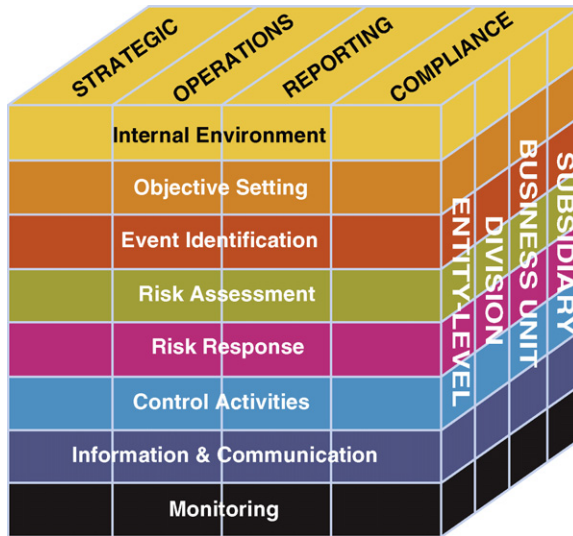 STRATEGIC
OPERATIONS
REPORTING
COMPLIANCE
Internal Environment
Objective Setting
Event Identification
Risk Assessment
Risk Response
Control Activities
Information & Communication
Monitoring
ENTITY-LEVEL
DIVISION
BUSINESS UNIT
SUBSIDIARY